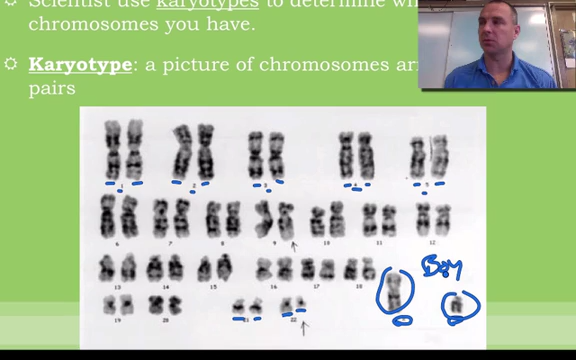 Scientist use karyotypes to determine wh
chromosomes you have.
Karyotype: a picture of chromosomes ar
pairs
1 2 3 4 5
6 7 8 9 10 11 12
13 14 15 16 17 18
Boy
19 20 21 22